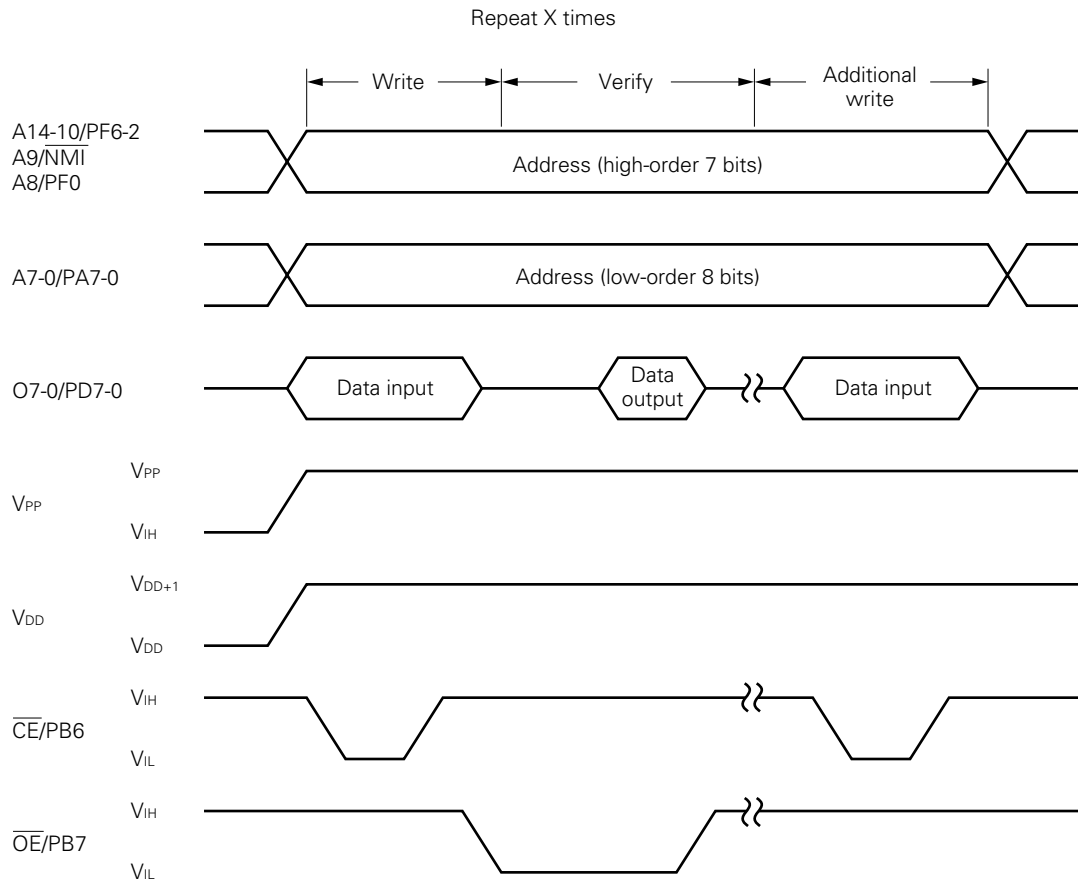 Repeat X times
Write
Verify
Additional
write
A14-10/PF6-2
A9/NMI
A8/PF0
Address (high-order 7 bits)
A7-0/PA7-0
Address (low-order 8 bits)
O7-0/PD7-0
Data input
Data
output
Data input
VPP
VPP
VIH
VDD+1
VDD
VDD
VIH
CE/PB6
VIL
VIH
OE/PB7
VIL